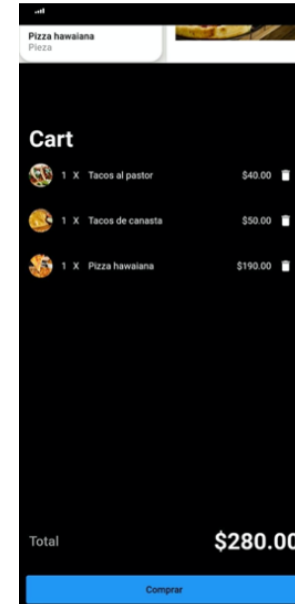 Pizza hawaiana
Pieza
Cart
1 X Tacos al pastor $40.00
1 X Tacos de canasta $50.00
1 X Pizza hawaiana $190.00
Total $280.00
Comprar